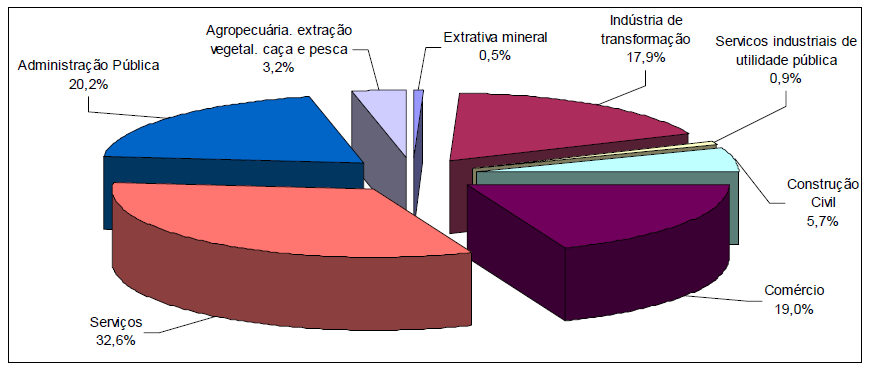 Agropecuária. extração
vegetal. caça e pesca
3,2%
Extrativa mineral
0,5%
Indústria de
transformação
17,9%
Servicos industriais de
utilidade pública
0,9%
Administração Pública
20,2%
Construção
Civil
5,7%
Comércio
19,0%
Serviços
32,6%